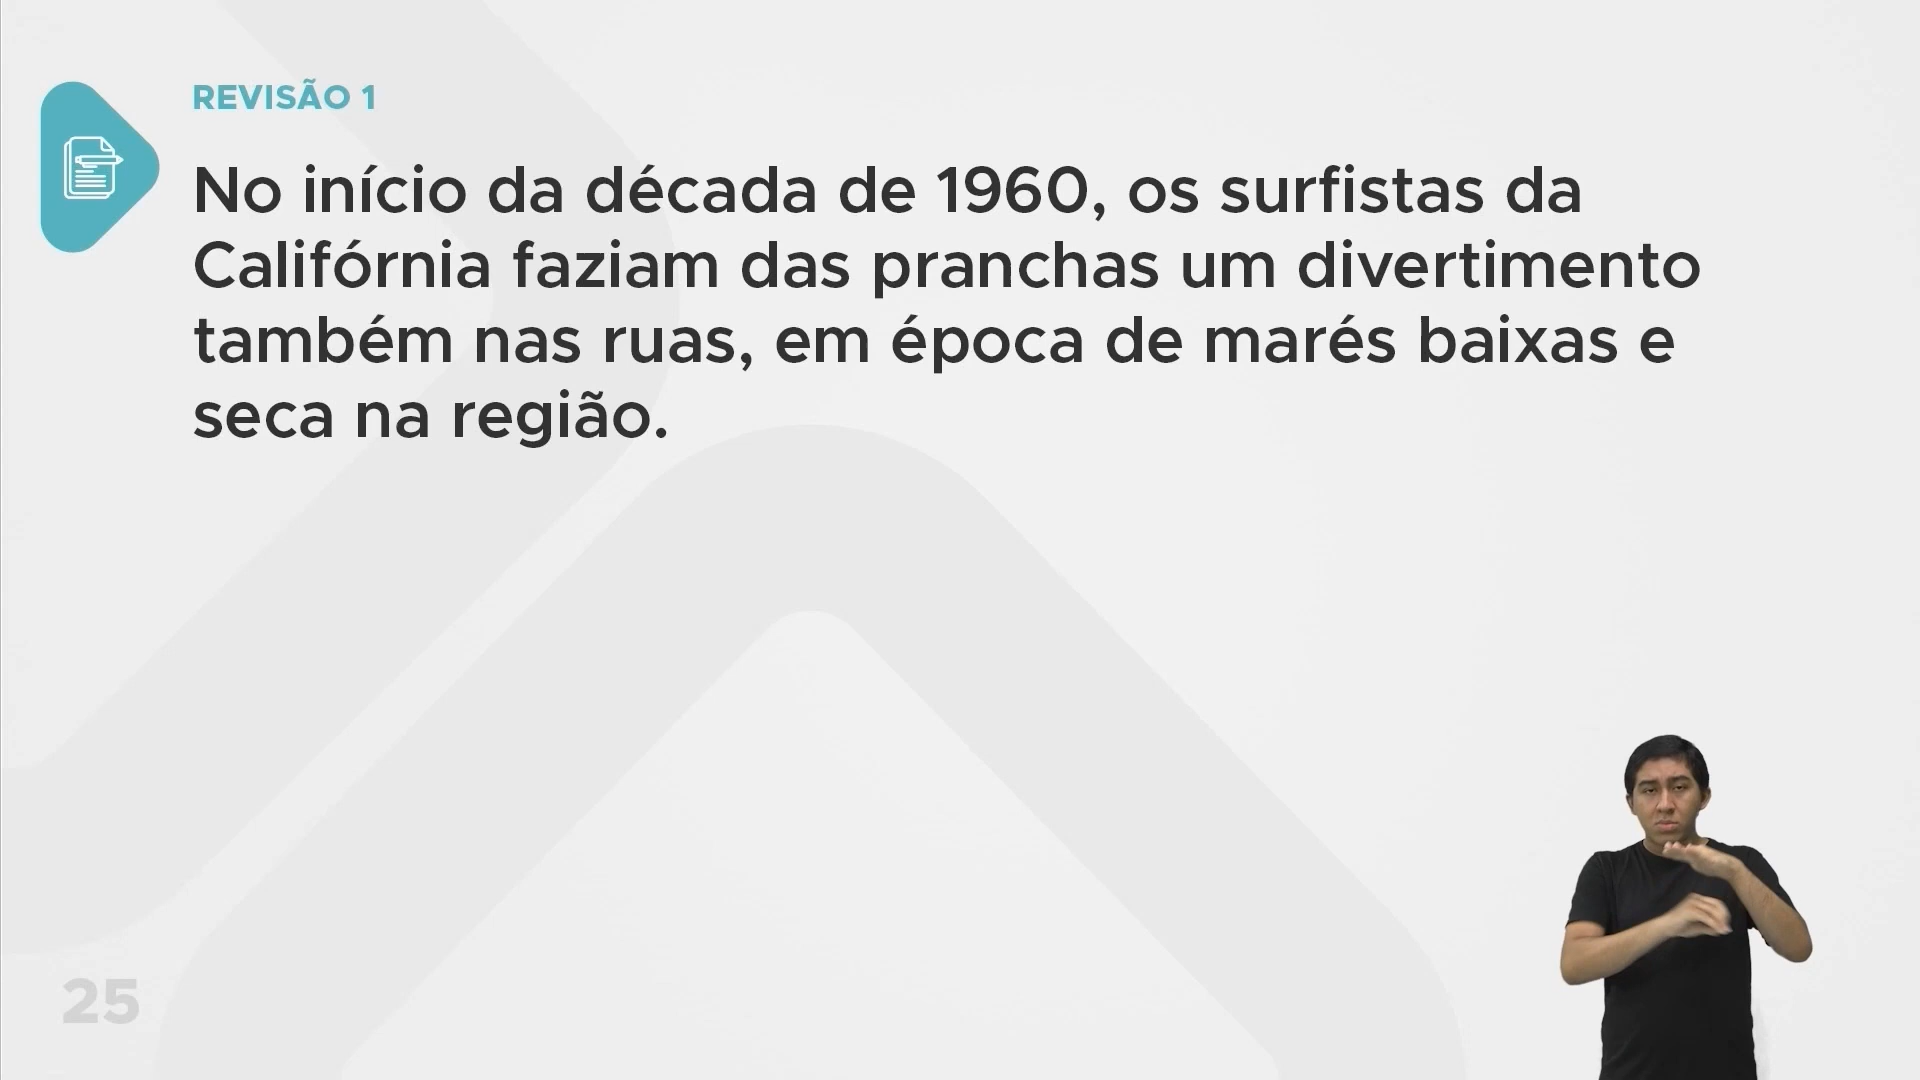 REVISÃO 1
No início da década de 1960, os surfistas da
Califórnia faziam das pranchas um divertimento
também nas ruas, em época de marés baixas e
seca na região.
25